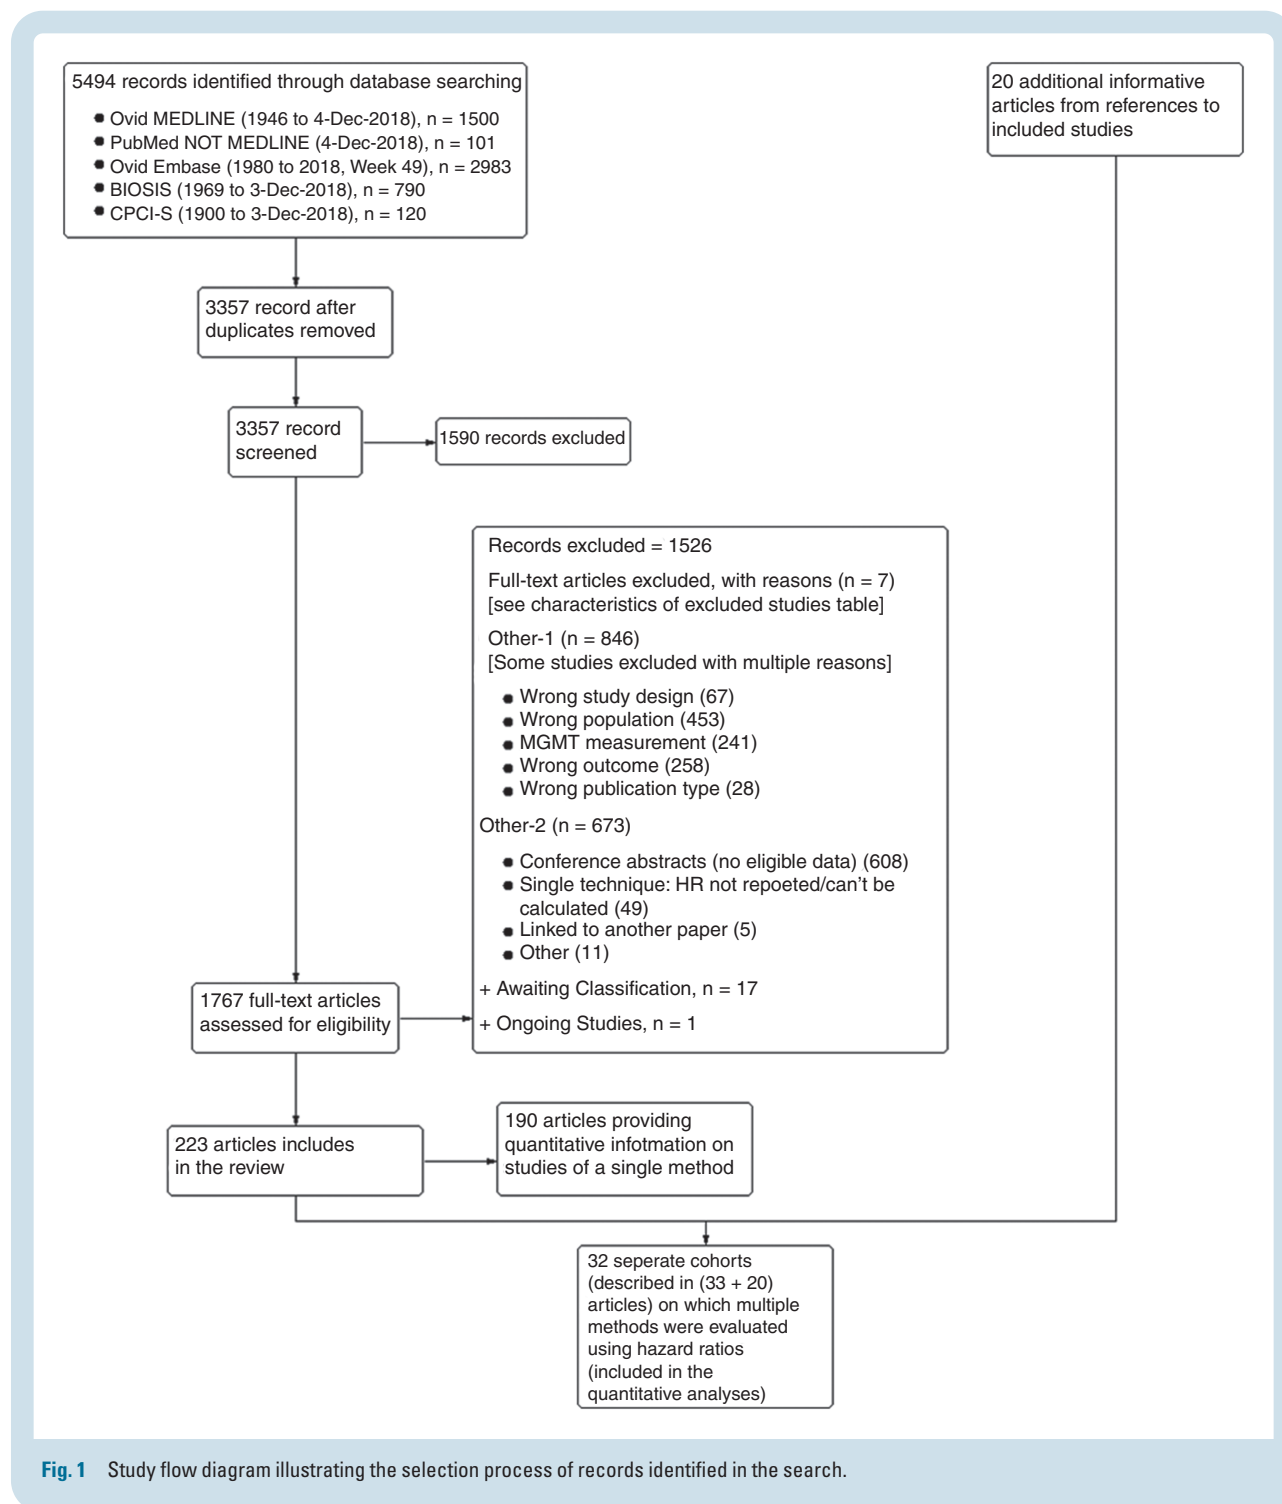 5494 records identified through database searching
● Ovid MEDLINE (1946 to 4-Dec-2018), n = 1500
● PubMed NOT MEDLINE (4-Dec-2018), n = 101
● Ovid Embase (1980 to 2018, Week 49), n = 2983
● BIOSIS (1969 to 3-Dec-2018), n = 790
● CPCI-S (1900 to 3-Dec-2018), n = 120
20 additional informative
articles from references to
included studies
3357 record after
duplicates removed
3357 record
screened
1590 records excluded
Records excluded = 1526
Full-text articles excluded, with reasons (n = 7)
[see characteristics of excluded studies table]
Other-1 (n = 846)
[Some studies excluded with multiple reasons]
● Wrong study design (67)
● Wrong population (453)
● MGMT measurement (241)
● Wrong outcome (258)
● Wrong publication type (28)
Other-2 (n = 673)
● Conference abstracts (no eligible data) (608)
● Single technique: HR not repoeted/can't be
calculated (49)
● Linked to another paper (5)
● Other (11)
+ Awaiting Classification, n = 17
+ Ongoing Studies, n = 1
1767 full-text articles
assessed for eligibility
223 articles includes
in the review
190 articles providing
quantitative infotmation on
studies of a single method
32 seperate cohorts
(described in (33 + 20)
articles) on which multiple
methods were evaluated
using hazard ratios
(included in the
quantitative analyses)
Fig. 1 Study flow diagram illustrating the selection process of records identified in the search.